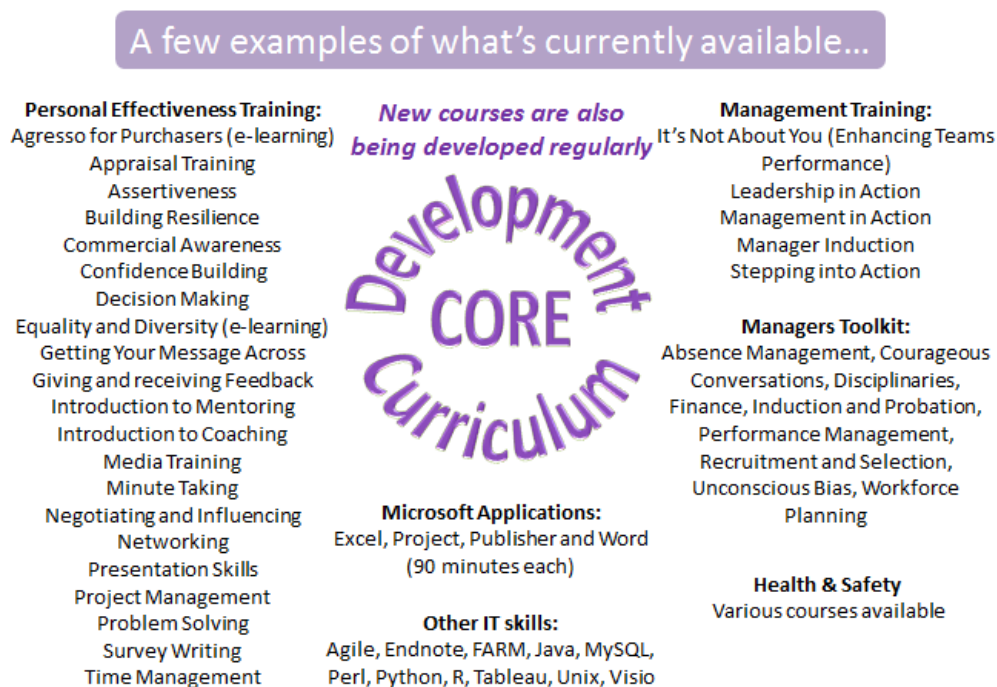 A few examples of what's currently available...
Personal Effectiveness Training:
Agresso for Purchasers (e-learning)
Appraisal Training
Assertiveness
Building Resilience
Commercial Awareness
Confidence Building
Decision Making
Equality and Diversity (e-learning)
Getting Your Message Across
Giving and receiving Feedback
Introduction to Mentoring
Introduction to Coaching
Media Training
Minute Taking
Negotiating and Influencing
Networking
Presentation Skills
Project Management
Problem Solving
Survey Writing
Time Management
New courses are also
being developed regularly
Development
CORE
Curriculum
Microsoft Applications:
Excel, Project, Publisher and Word
(90 minutes each)
Other IT skills:
Agile, Endnote, FARM, Java, MySQL,
Perl, Python, R, Tableau, Unix, Visio
Management Training:
It's Not About You (Enhancing Teams
Performance)
Leadership in Action
Management in Action
Manager Induction
Stepping into Action
Managers Toolkit:
Absence Management, Courageous
Conversations, Disciplinaries,
Finance, Induction and Probation,
Performance Management,
Recruitment and Selection,
Unconscious Bias, Workforce
Planning
Health & Safety
Various courses available